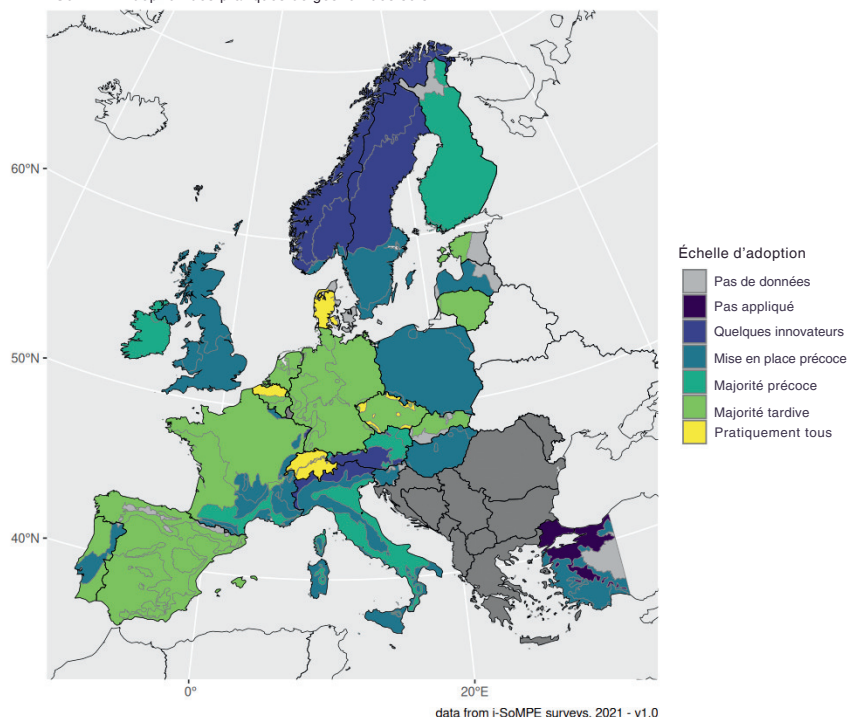 60°N
50°N
40°N
0°
20°E
Échelle d'adoption
Pas de données
Pas appliqué
Quelques innovateurs
Mise en place précoce
Majorité précoce
Majorité tardive
Pratiquement tous
data from i-SoMPE surveys, 2021 - v1.0